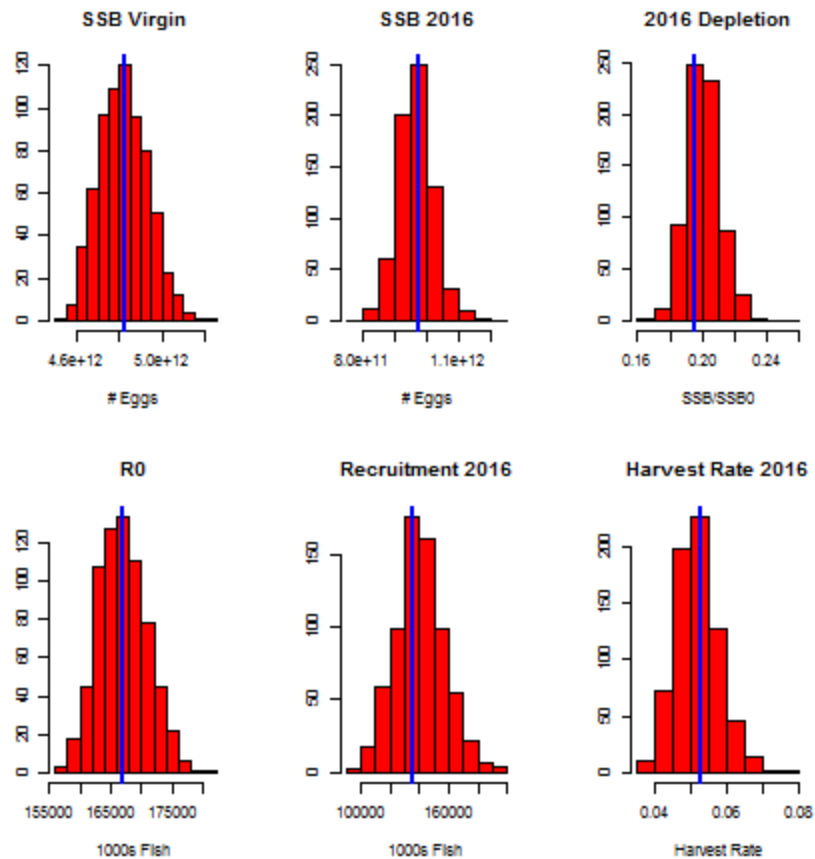 SSB Virgin
0 20 40 60 80 100 120
4.6e+12 5.0e+12
# Eggs
SSB 2016
0 50 100 150 200 250
8.0e+11 1.1e+12
# Eggs
2016 Depletion
0 50 100 150 200 250
0.16 0.20 0.24
SSB/SSB0
R0
0 20 40 60 80 100 120
155000 165000 175000
1000s Fish
Recruitment 2016
0 50 100 150
100000 160000
1000s Fish
Harvest Rate 2016
0 50 100 150 200
0.04 0.06 0.08
Harvest Rate